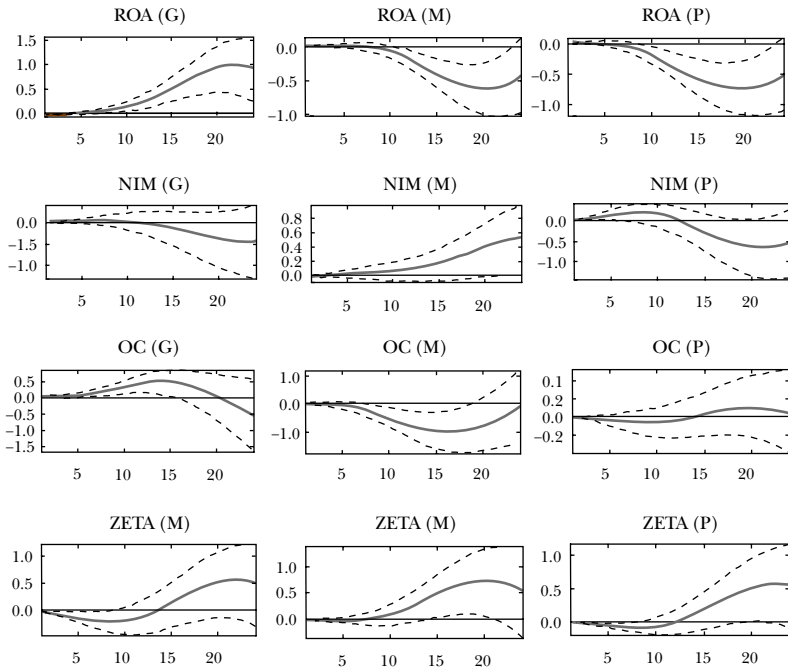 ROA (G) ROA (M) ROA (P)
1.5 0.0 0.0
1.0
0.5 −0.5 −0.5
0.0 −1.0 −1.0
5 10 15 20 5 10 15 20 5 10 15 20
NIM (G) NIM (M) NIM (P)
0.0 0.8 0.0
0.6
−1.5 0.4 −0.5
−1.0 0.2 −1.0
0.0
5 10 15 20 5 10 15 20 5 10 15 20
OC (G) OC (M) OC (P)
0.5 0.0 0.1
0.0 0.2
−0.5 −1.0 0.0
−1.0 −0.2
−1.5
5 10 15 20 5 10 15 20 5 10 15 20
ZETA (M) ZETA (M) ZETA (P)
1.0 1.0 1.0
0.5 0.5 0.5
0.0 0.0 0.0
5 10 15 20 5 10 15 20 5 10 15 20